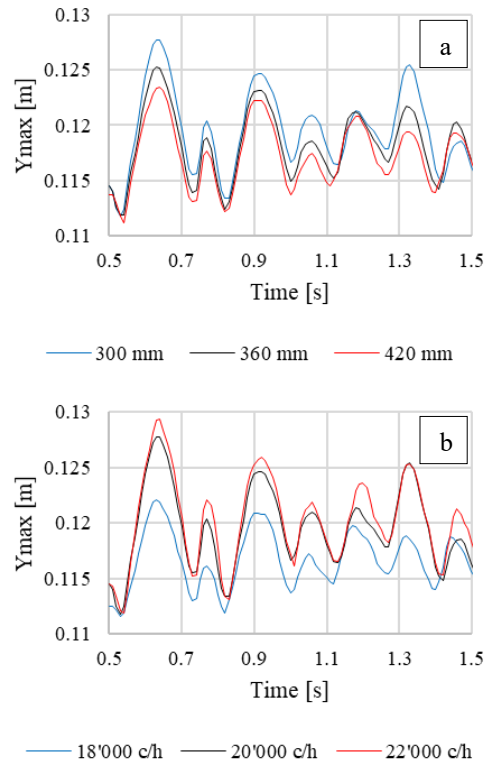 0.13
a
0.125
Ymax [m]
0.12
0.115
0.11
0.5 0.7 0.9 1.1 1.3 1.5
Time [s]
300 mm 360 mm 420 mm
0.13
b
0.125
Ymax [m]
0.12
0.115
0.11
0.5 0.7 0.9 1.1 1.3 1.5
Time [s]
18'000 c/h 20'000 c/h 22'000 c/h